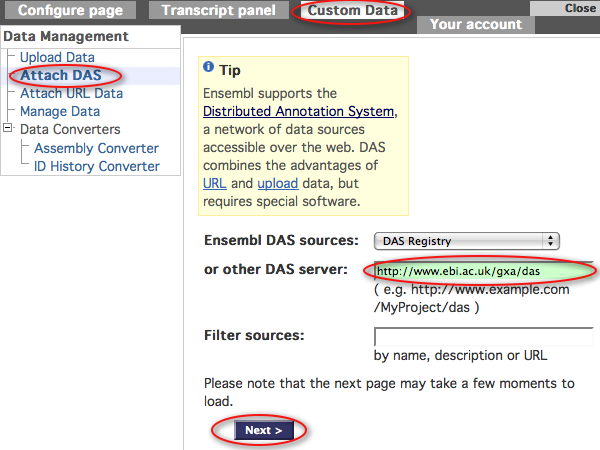 Configure page
Transcript panel
Custom Data
Close
Your account
Data Management
Upload Data
Attach DAS
Attach URL Data
Manage Data
Data Converters
Assembly Converter
ID History Converter
Tip
Ensembl supports the
Distributed Annotation System,
a network of data sources
accessible over the web. DAS
combines the advantages of
URL and upload data, but
requires special software.
Ensembl DAS sources: DAS Registry
or other DAS server: http://www.ebi.ac.uk/gxa/das
( e.g. http://www.example.com
/MyProject/das )
Filter sources:
by name, description or URL
Please note that the next page may take a few moments to
load.
Next >